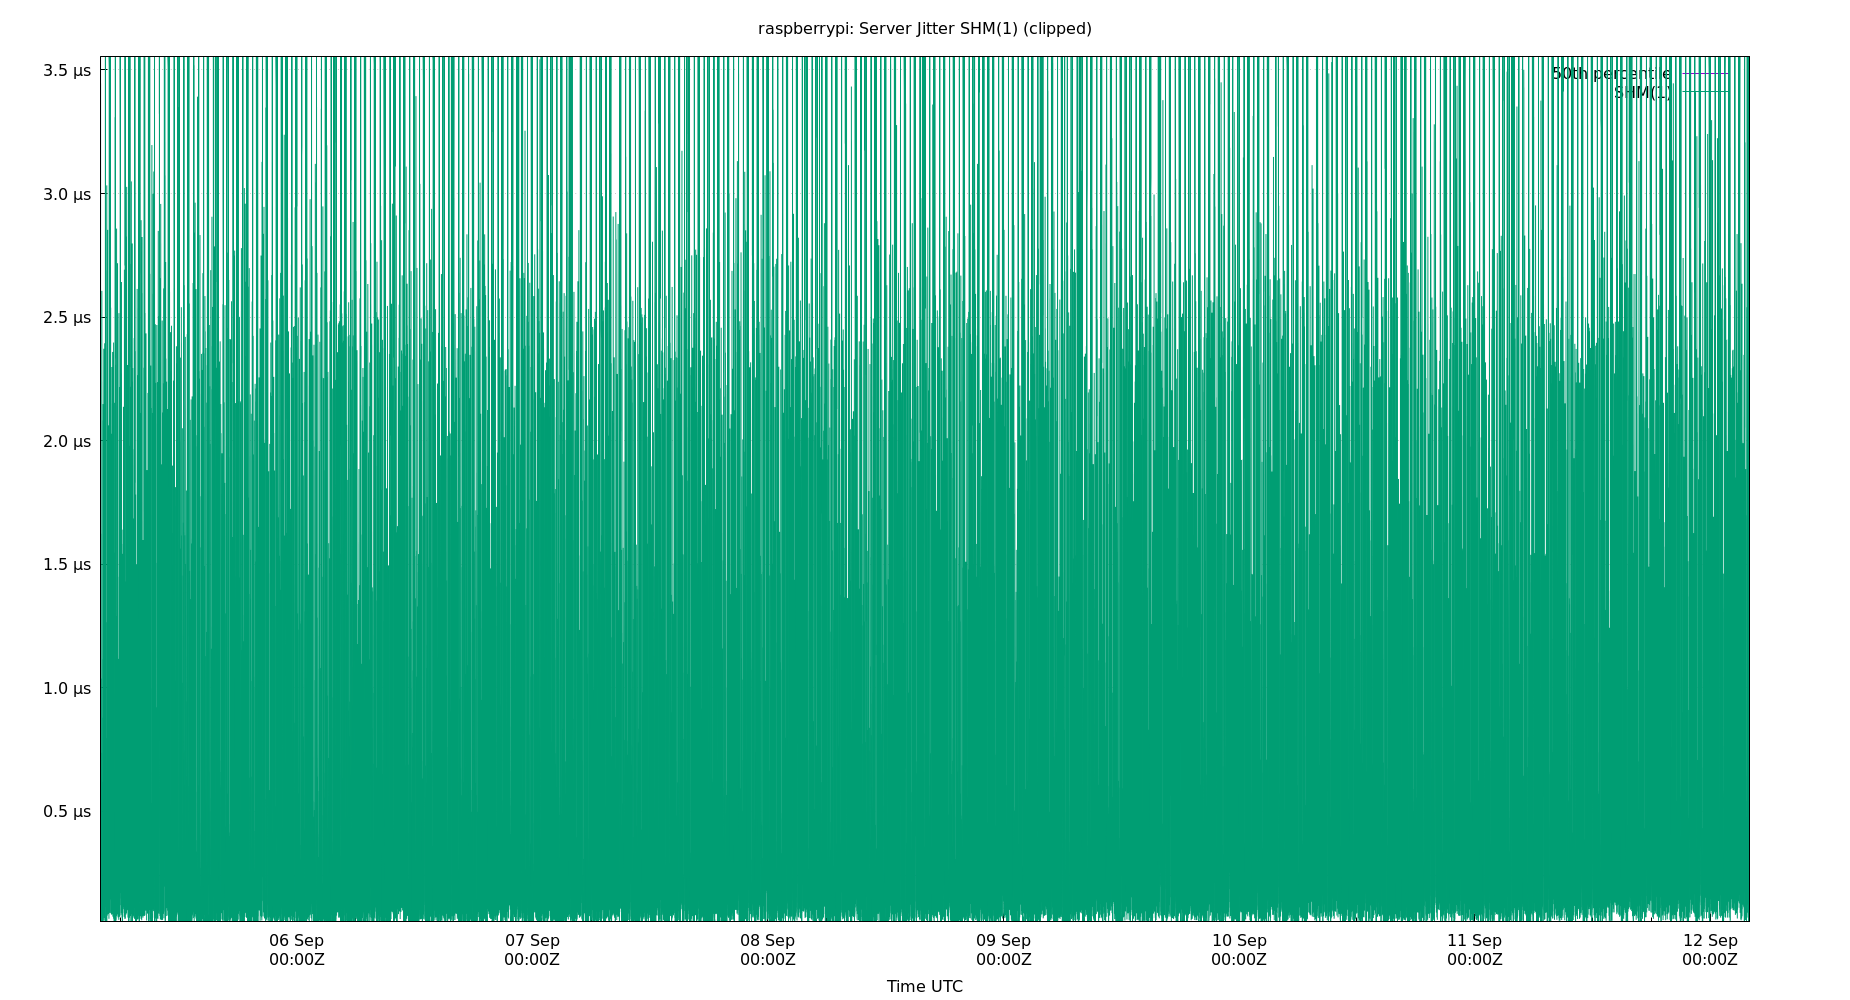 raspberrypi: Server Jitter SHM(1) (clipped)
3.5 μs
50th percentile
SHM(1)
3.0 μs
2.5 μs
2.0 μs
1.5 μs
1.0 μs
0.5 μs
06 Sep
00:00Z
07 Sep
00:00Z
08 Sep
00:00Z
09 Sep
00:00Z
10 Sep
00:00Z
11 Sep
00:00Z
12 Sep
00:00Z
Time UTC